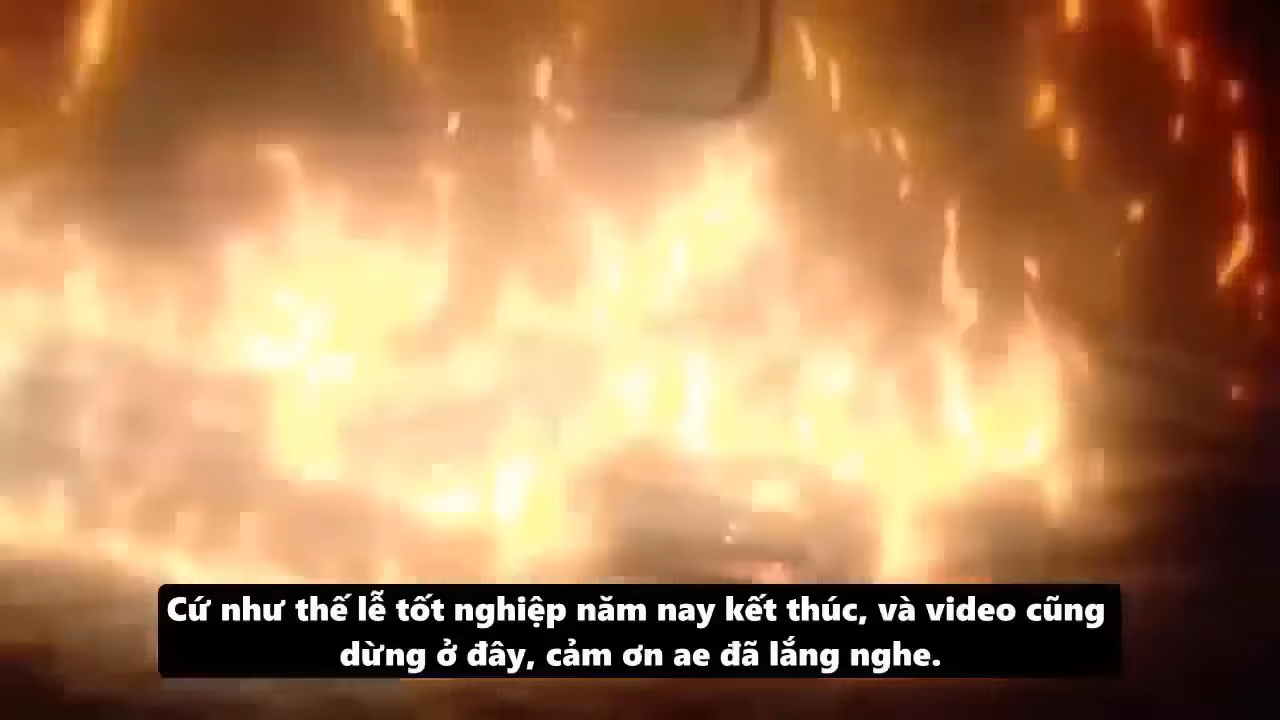 Cứ như thế lễ tốt nghiệp năm nay kết thúc, và video cũng
dừng ở đây, cảm ơn ae đã lắng nghe.